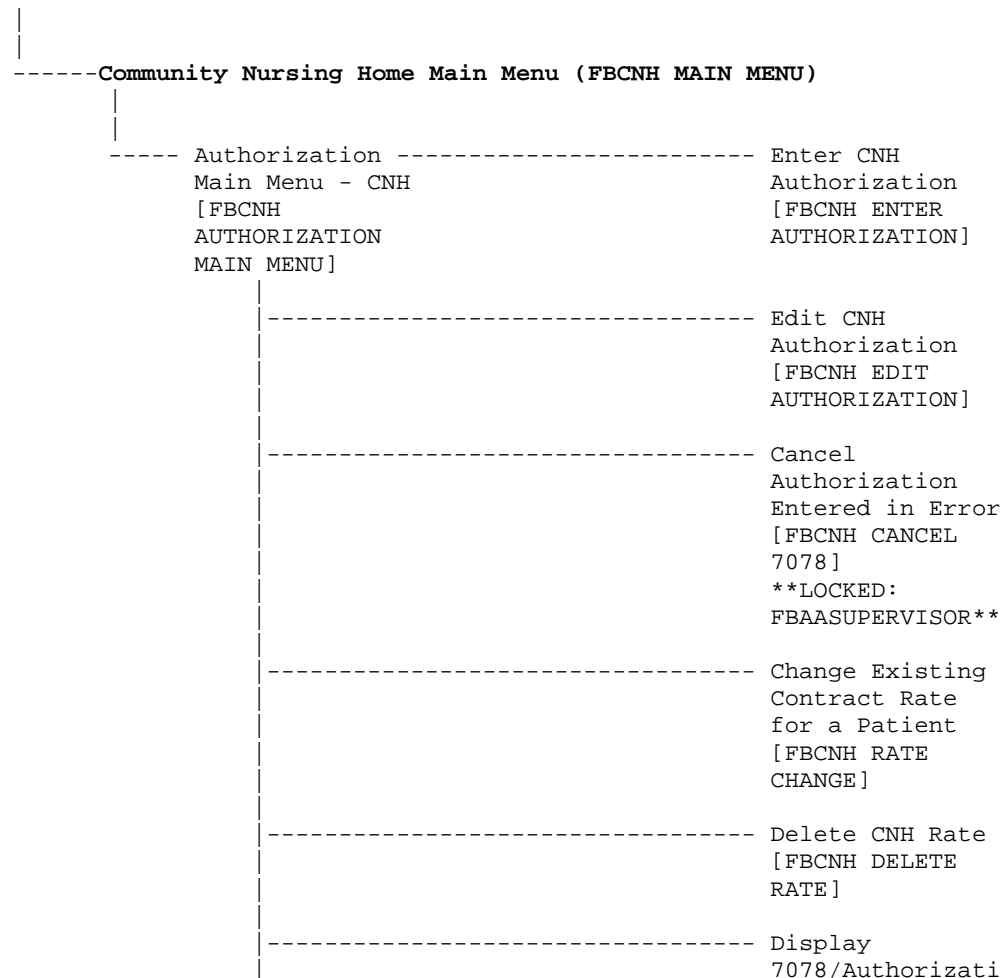 Community Nursing Home Main Menu (FBCNH MAIN MENU)
Authorization
Main Menu - CNH
[FBCNH
AUTHORIZATION
MAIN MENU]
Enter CNH
Authorization
[FBCNH ENTER
AUTHORIZATION]
Edit CNH
Authorization
[FBCNH EDIT
AUTHORIZATION]
Cancel
Authorization
Entered in Error
[FBCNH CANCEL
7078]
**LOCKED:
FBAASUPERVISOR**
Change Existing
Contract Rate
for a Patient
[FBCNH RATE
CHANGE]
Delete CNH Rate
[FBCNH DELETE
RATE]
Display
7078/Authorizati